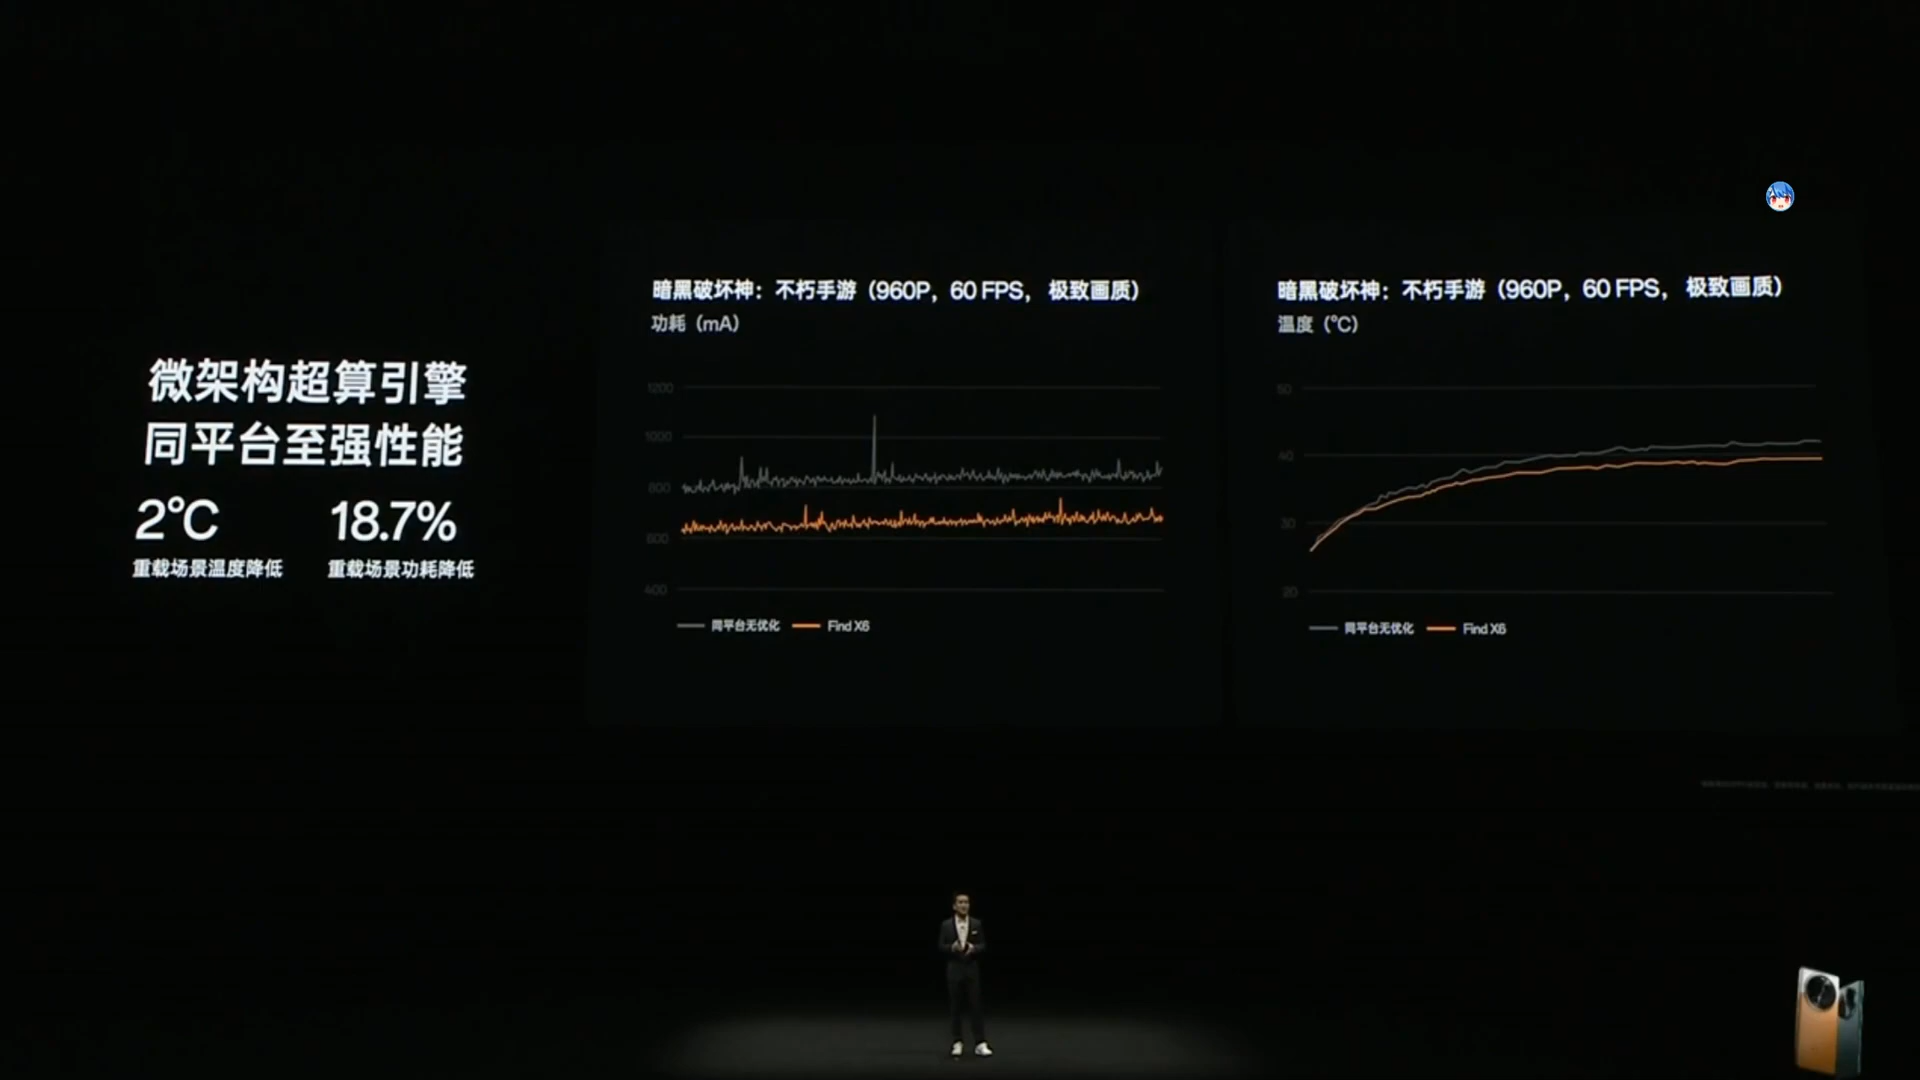 微架构超算引擎
同平台至强性能
2℃ 18.7%
重载场景温度降低 重载场景功耗降低
暗黑破坏神：不朽手游（960P，60 FPS， 极致画质）
功耗（mA）
1200
1000
800
600
400
同平台无优化 Find X6
暗黑破坏神：不朽手游（960P，60 FPS， 极致画质）
温度（℃）
50
40
30
20
同平台无优化 Find X6